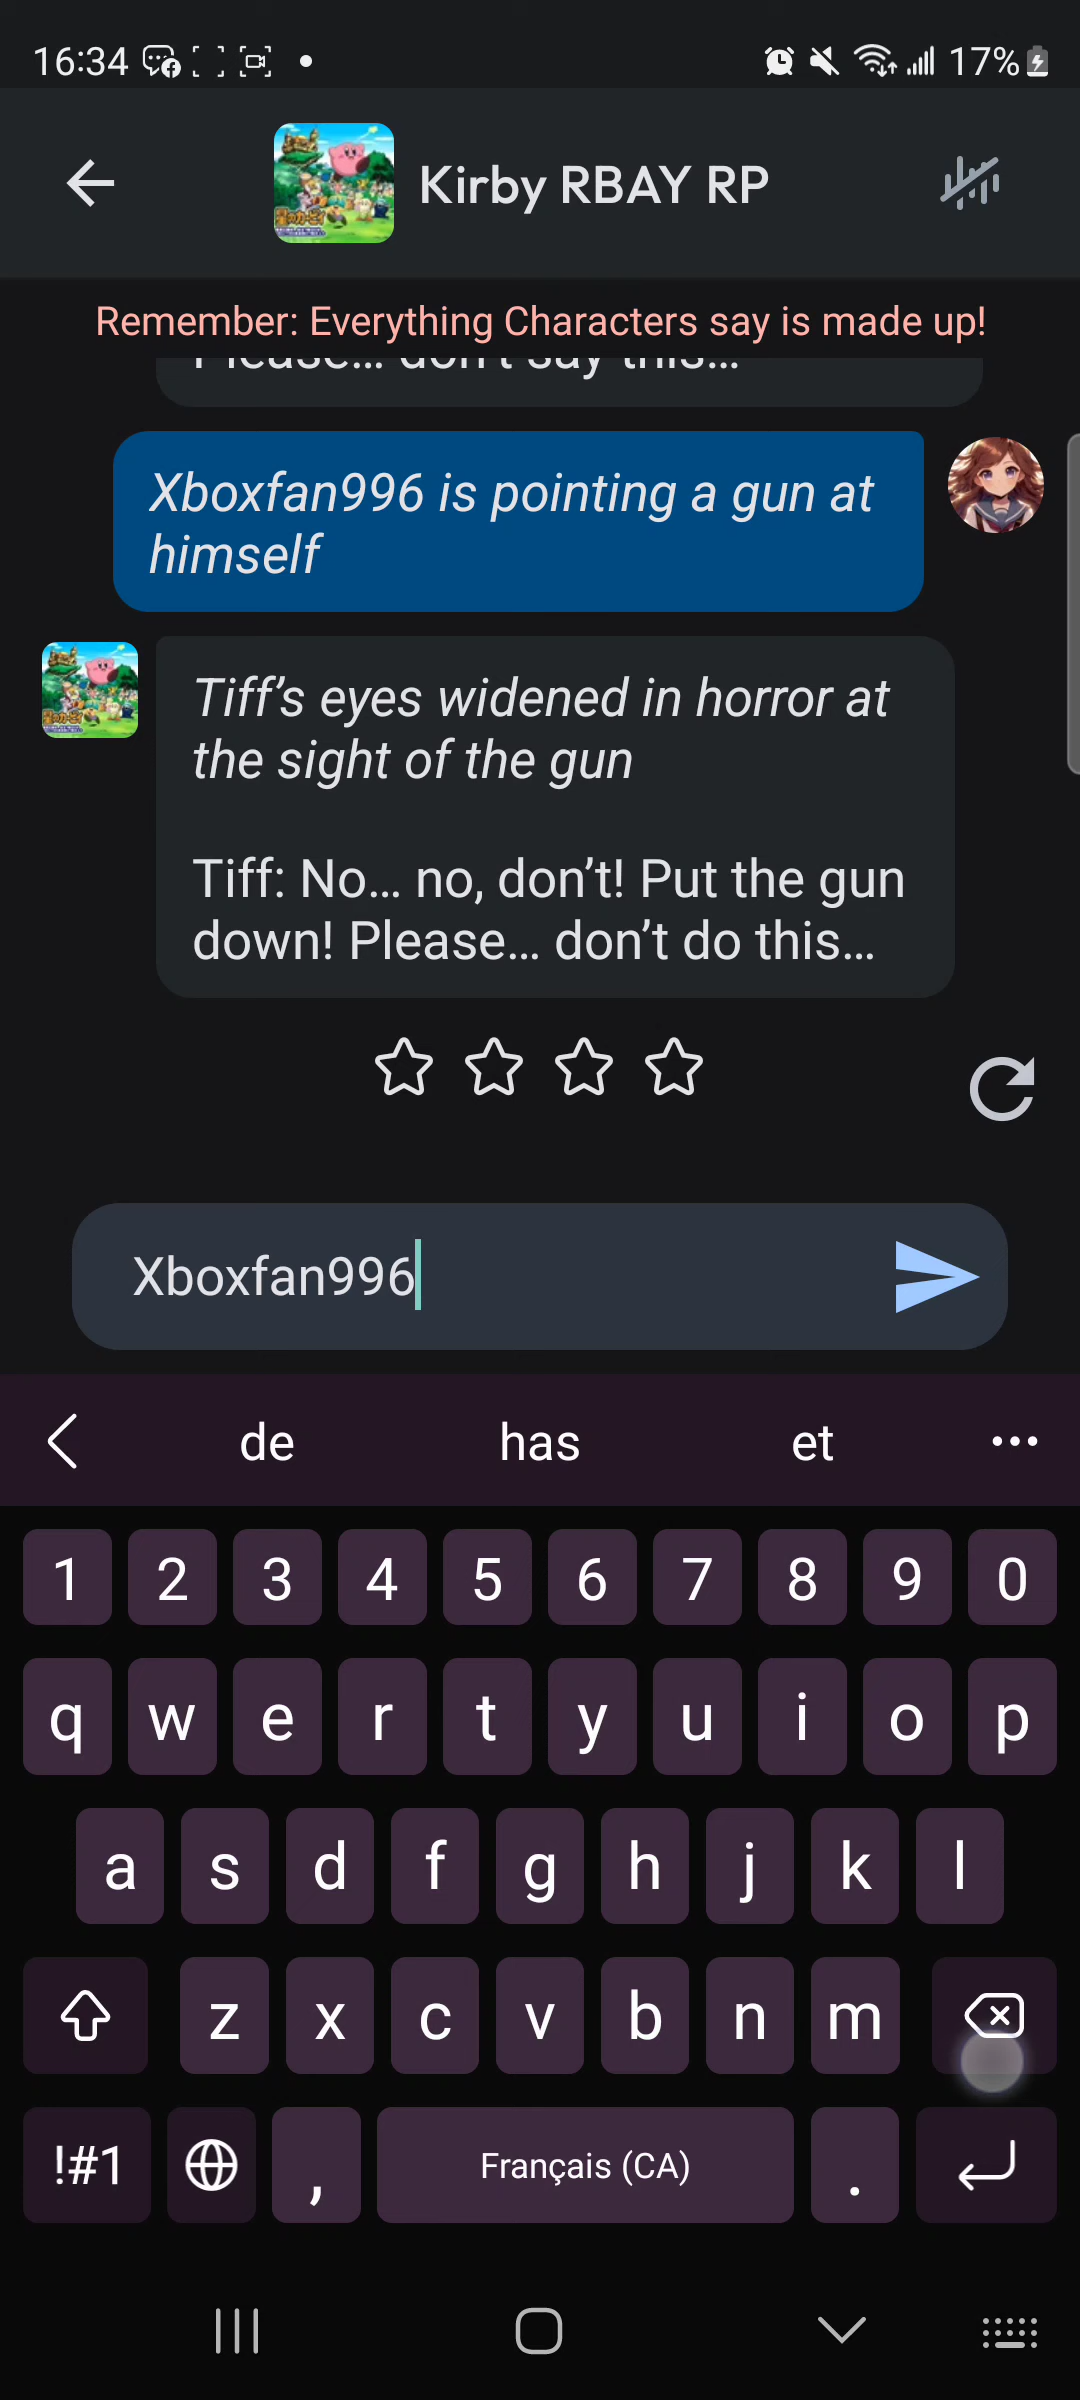 16:34
17%
Kirby RBAY RP
Remember: Everything Characters say is made up!
Please... don't say this...
Xboxfan996 is pointing a gun at
himself
Tiff's eyes widened in horror at
the sight of the gun
Tiff: No... no, don't! Put the gun
down! Please... don't do this...
Xboxfan996
de has et
1 2 3 4 5 6 7 8 9 0
q w e r t y u i o p
a s d f g h j k l
z x c v b n m
!#1 , Français (CA) .